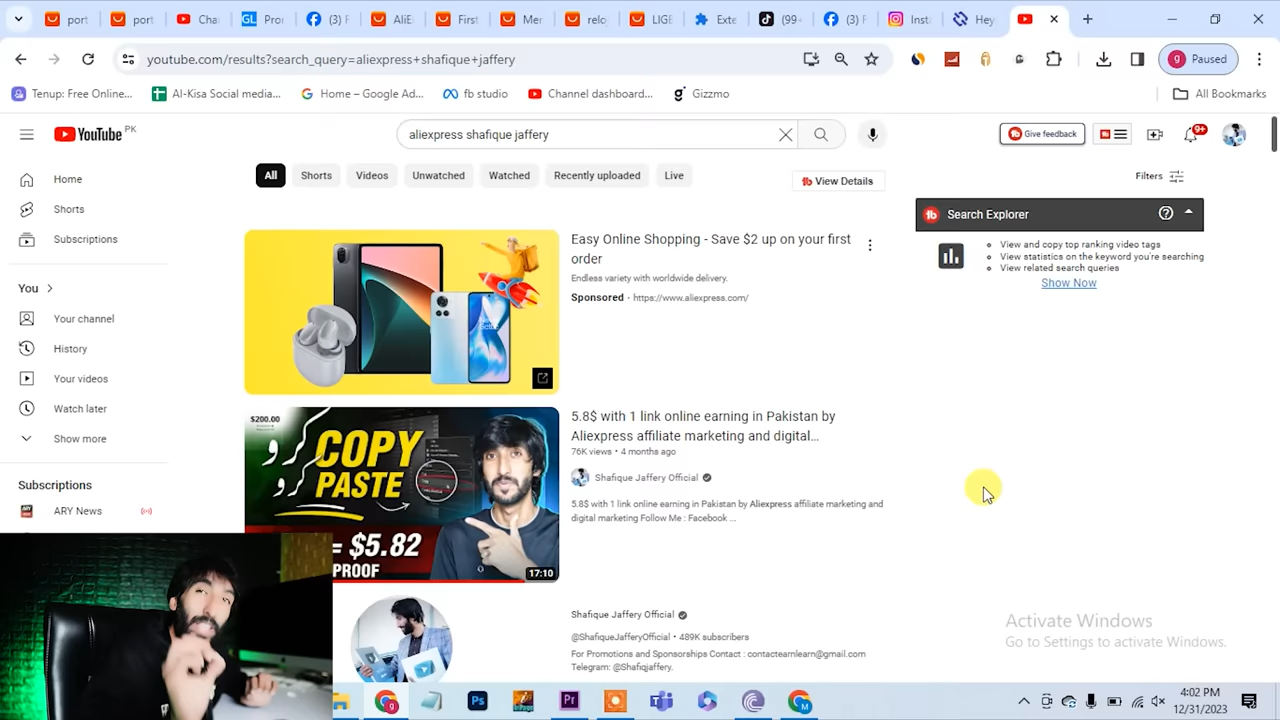 port
port
Cha
Pro
(3) F
AliE
First
Mer
relo
LIGE
Exte
(99+
(3) F
Inst
Hey
youtube.com/results?search_query=aliexpress+shafique+jaffery
g Paused
Tenup: Free Online...
AI-Kisa Social media...
Home – Google Ad...
fb studio
Channel dashboard...
Gizmmo
All Bookmarks
YouTube PK
aliexpress shafique jaffery
Give feedback
9+
Home
Shorts
Subscriptions
You
Your channel
History
Your videos
Watch later
Show more
Subscriptions
ARY News
All
Shorts
Videos
Unwatched
Watched
Recently uploaded
Live
View Details
Filters
Easy Online Shopping - Save $2 up on your first
order
Endless variety with worldwide delivery.
Sponsored · https://www.aliexpress.com/
Search Explorer
View and copy top ranking video tags
View statistics on the keyword you're searching
View related search queries
Show Now
$200.00
COPY
PASTE
= $5.82
PROOF
17:10
5.8$ with 1 link online earning in Pakistan by
Aliexpress affiliate marketing and digital...
76K views • 4 months ago
Shafique Jaffery Official
5.8$ with 1 link online earning in Pakistan by Aliexpress affiliate marketing and
digital marketing Follow Me : Facebook ...
Shafique Jaffery Official
@ShafiqueJafferyOfficial • 489K subscribers
For Promotions and Sponsorships Contact : contactearnlearn@gmail.com
Telegram: @Shafiqjaffery.
Activate Windows
Go to Settings to activate Windows.
Ps
Pr
4:02 PM
12/31/2023